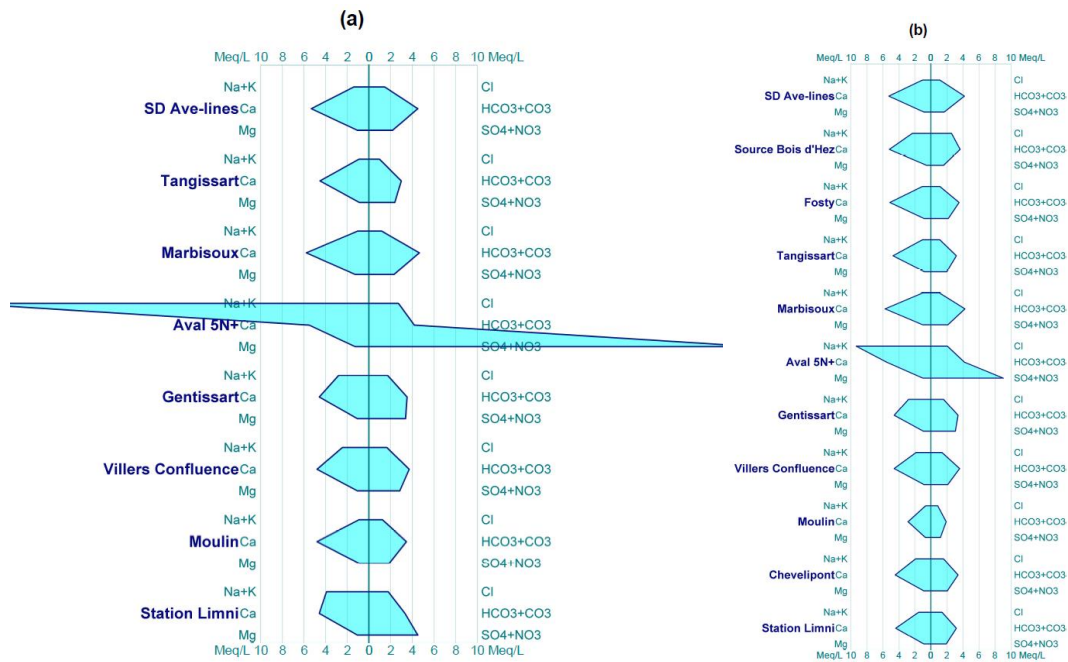 (a)
Meq/L 10 8 6 4 2 0 2 4 6 8 10 Meq/L
Na+K Cl
SD Ave-lines Ca HCO3+CO3
Mg SO4+NO3
Na+K Cl
Tangissart Ca HCO3+CO3
Mg SO4+NO3
Na+K Cl
Marbisoux Ca HCO3+CO3
Mg SO4+NO3
Na+K Cl
Aval 5N+ Ca HCO3+CO3
Mg SO4+NO3
Na+K Cl
Gentissart Ca HCO3+CO3
Mg SO4+NO3
Na+K Cl
Villers Confluence Ca HCO3+CO3
Mg SO4+NO3
Na+K Cl
Moulin Ca HCO3+CO3
Mg SO4+NO3
Na+K Cl
Station Limni Ca HCO3+CO3
Mg SO4+NO3
Meq/L 10 8 6 4 2 0 2 4 6 8 10 Meq/L
(b)
Meq/L 10 8 6 4 2 0 2 4 6 8 10 Meq/L
Na+K Cl
SD Ave-lines Ca HCO3+CO3
Mg SO4+NO3
Na+K Cl
Source Bois d'Hez Ca HCO3+CO3
Mg SO4+NO3
Na+K Cl
Fosty Ca HCO3+CO3
Mg SO4+NO3
Na+K Cl
Tangissart Ca HCO3+CO3
Mg SO4+NO3
Na+K Cl
Marbisoux Ca HCO3+CO3
Mg SO4+NO3
Na+K Cl
Aval 5N+ Ca HCO3+CO3
Mg SO4+NO3
Na+K Cl
Gentissart Ca HCO3+CO3
Mg SO4+NO3
Na+K Cl
Villers Confluence Ca HCO3+CO3
Mg SO4+NO3
Na+K Cl
Moulin Ca HCO3+CO3
Mg SO4+NO3
Na+K Cl
Chevelipont Ca HCO3+CO3
Mg SO4+NO3
Na+K Cl
Station Limni Ca HCO3+CO3
Mg SO4+NO3
Meq/L 10 8 6 4 2 0 2 4 6 8 10 Meq/L